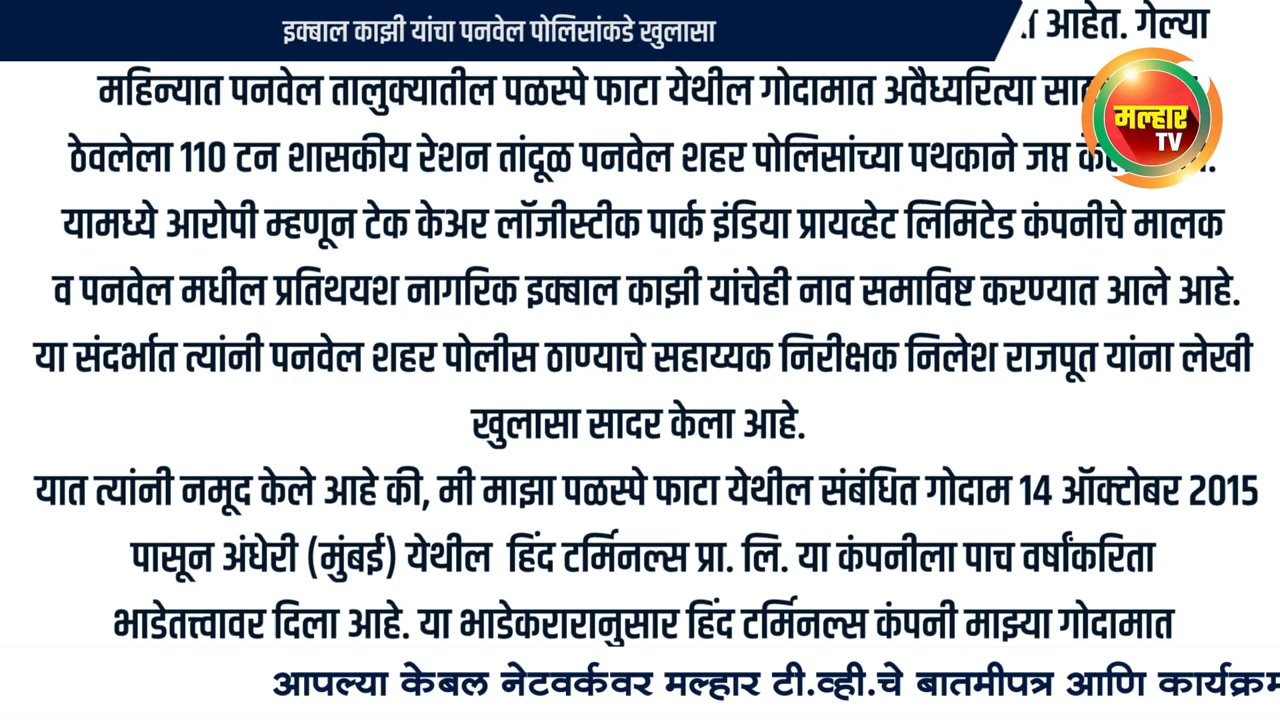 इक्बाल काझी यांचा पनवेल पोलिसांकडे खुलासा
आहेत. गेल्या
महिन्यात पनवेल तालुक्यातील पळस्पे फाटा येथील गोदामात अवैध्यरित्या
मल्हार
TV
ठेवलेला 110 टन शासकीय रेशन तांदूळ पनवेल शहर पोलिसांच्या पथकाने जप्त
यामध्ये आरोपी म्हणून टेक केअर लॉजीस्टीक पार्क इंडिया प्रायव्हेट लिमिटेड कंपनीचे मालक
व पनवेल मधील प्रतिथयश नागरिक इक्बाल काझी यांचेही नाव समाविष्ट करण्यात आले आहे.
या संदर्भात त्यांनी पनवेल शहर पोलीस ठाण्याचे सहाय्यक निरीक्षक निलेश राजपूत यांना लेखी
खुलासा सादर केला आहे.
यात त्यांनी नमूद केले आहे की, मी माझा पळस्पे फाटा येथील संबंधित गोदाम 14 ऑक्टोबर 2015
पासून अंधेरी (मुंबई) येथील हिंद टर्मिनल्स प्रा. लि. या कंपनीला पाच वर्षांकरिता
भाडेतत्त्वावर दिला आहे. या भाडेकरारानुसार हिंद टर्मिनल्स कंपनी माझ्या गोदामात
आपल्या केबल नेटवर्कवर मल्हार टी.व्ही.चे बातमीपत्र आणि कार्यक्रम